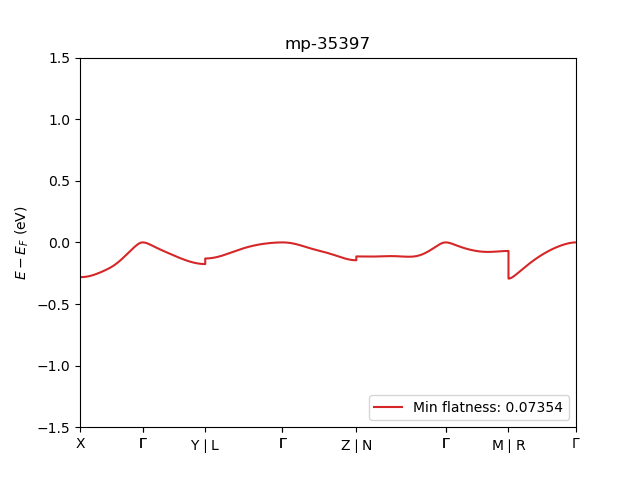 mp-35397
1.5
1.0
0.5
0.0
−0.5
−1.0
−1.5
E − E_F (eV)
Min flatness: 0.07354
X Γ Y | L Γ Z | N Γ M | R Γ